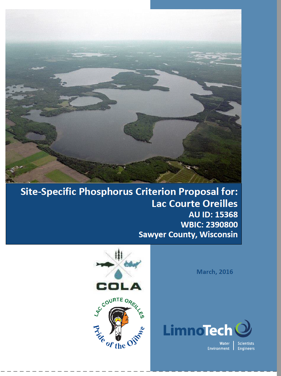 Site-Specific Phosphorus Criterion Proposal for:
Lac Courte Oreilles
AU ID: 15368
WBIC: 2390800
Sawyer County, Wisconsin
March, 2016
COLA
LAC COURTE OREILLES
Pride of the Ojibwe
LimnoTech
Water | Scientists
Environment | Engineers